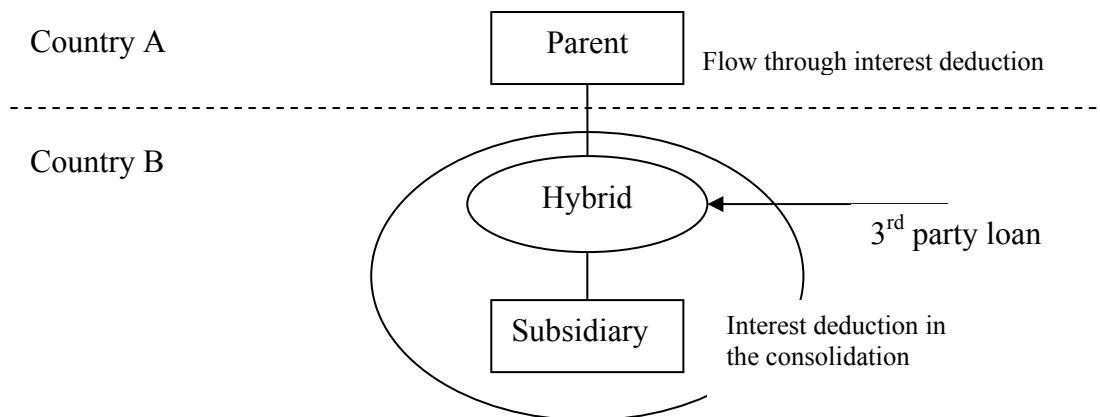 Country A
Parent
Flow through interest deduction
Country B
Hybrid
3rd party loan
Subsidiary
Interest deduction in
the consolidation